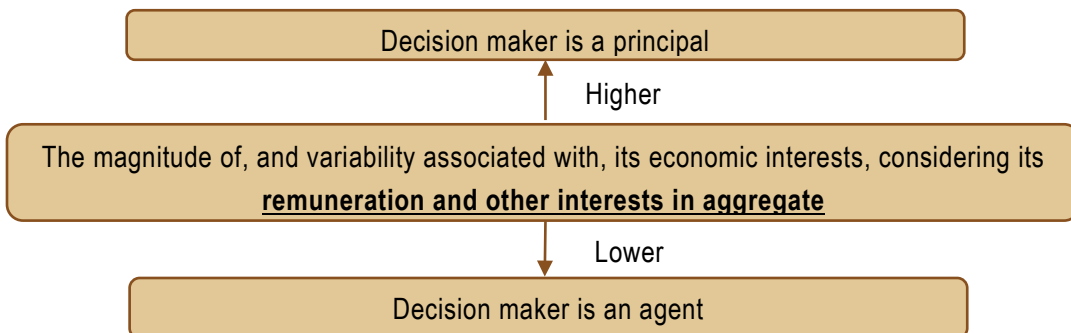 Decision maker is a principal
Higher
The magnitude of, and variability associated with, its economic interests, considering its
remuneration and other interests in aggregate
Lower
Decision maker is an agent